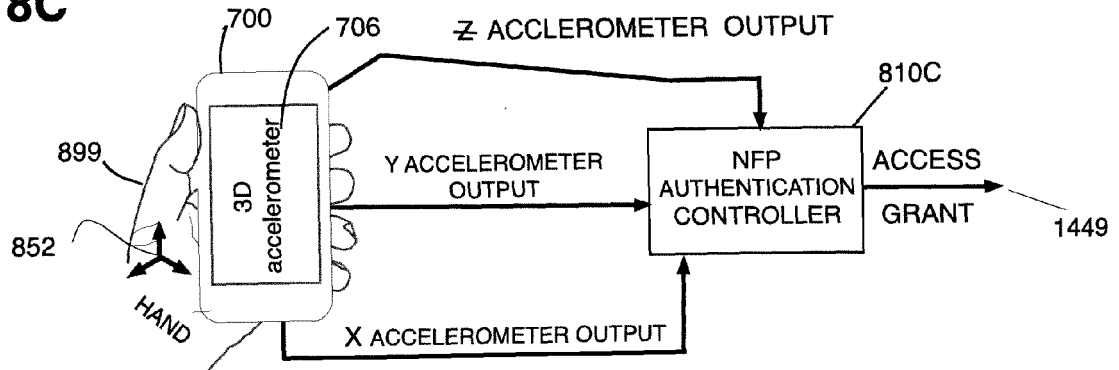 8C
700
706
Z ACCLEROMETER OUTPUT
810C
899
3D
accelerometer
Y ACCELEROMETER
OUTPUT
NFP
AUTHENTICATION
CONTROLLER
ACCESS
GRANT
1449
852
HAND
X ACCELEROMETER OUTPUT